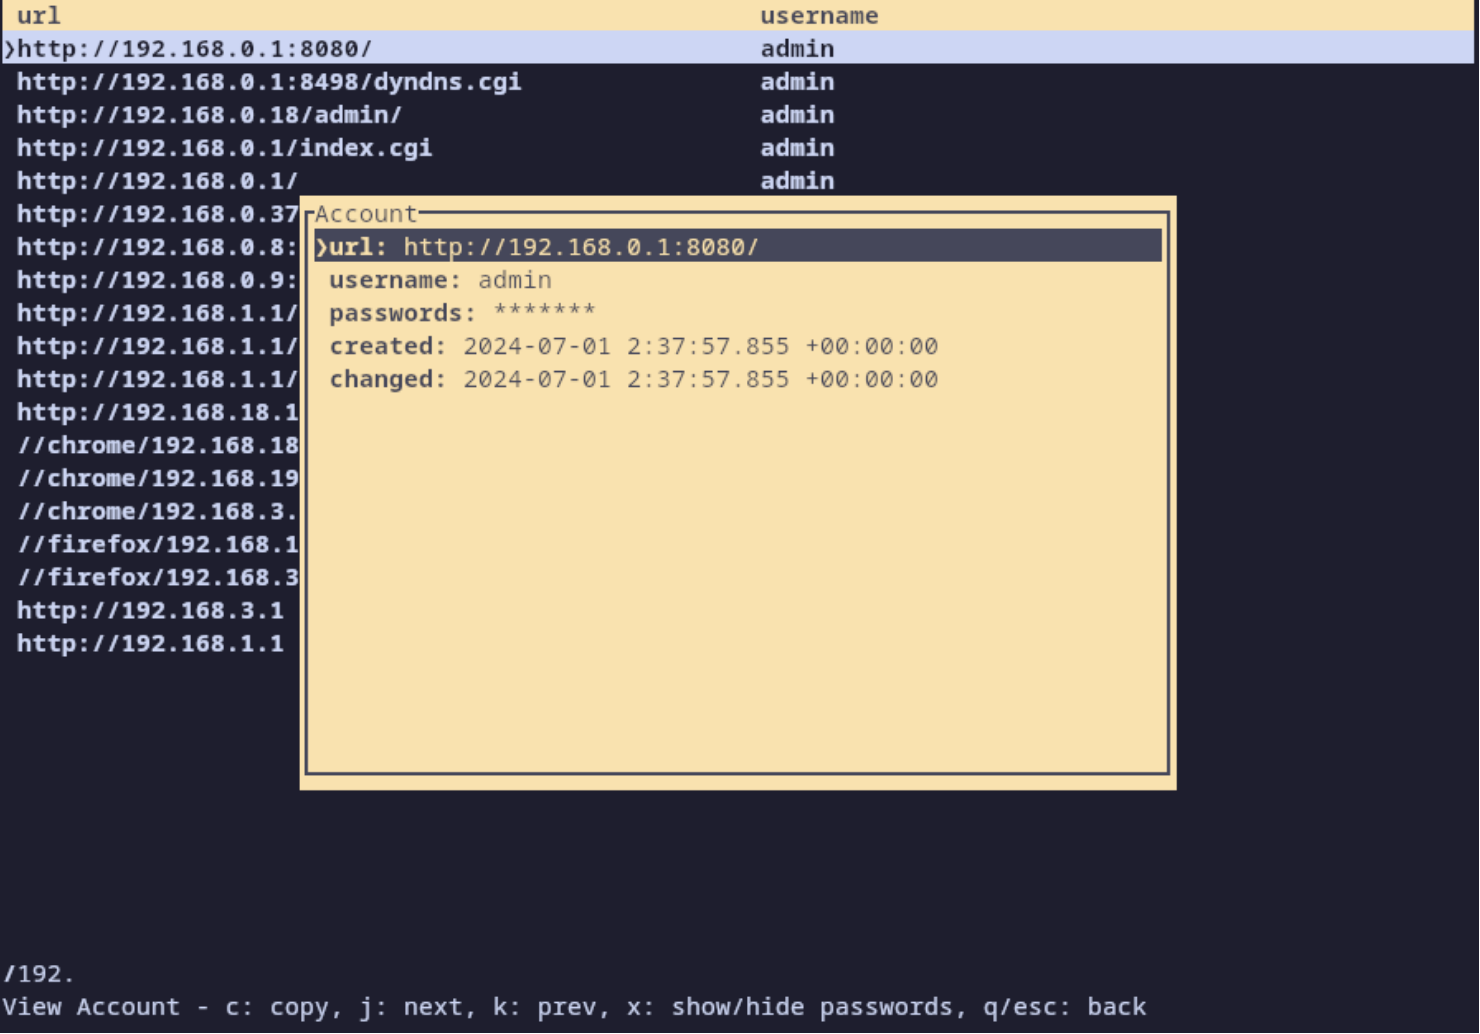 url username
❯http://192.168.0.1:8080/ admin
http://192.168.0.1:8498/dyndns.cgi admin
http://192.168.0.18/admin/ admin
http://192.168.0.1/index.cgi admin
http://192.168.0.1/ admin
http://192.168.0.37
http://192.168.0.8:
http://192.168.0.9:
http://192.168.1.1/
http://192.168.1.1/
http://192.168.1.1/
http://192.168.18.1
//chrome/192.168.18
//chrome/192.168.19
//chrome/192.168.3.
//firefox/192.168.1
//firefox/192.168.3
http://192.168.3.1
http://192.168.1.1
Account
❯url: http://192.168.0.1:8080/
username: admin
passwords: *******
created: 2024-07-01 2:37:57.855 +00:00:00
changed: 2024-07-01 2:37:57.855 +00:00:00
/192.
View Account - c: copy, j: next, k: prev, x: show/hide passwords, q/esc: back